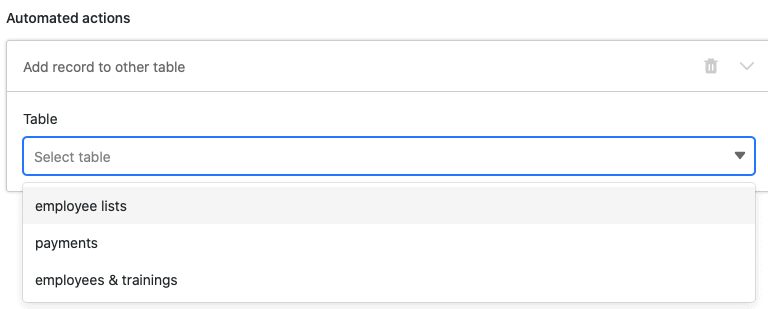 Automated actions
Add record to other table
Table
Select table
employee lists
payments
employees & trainings